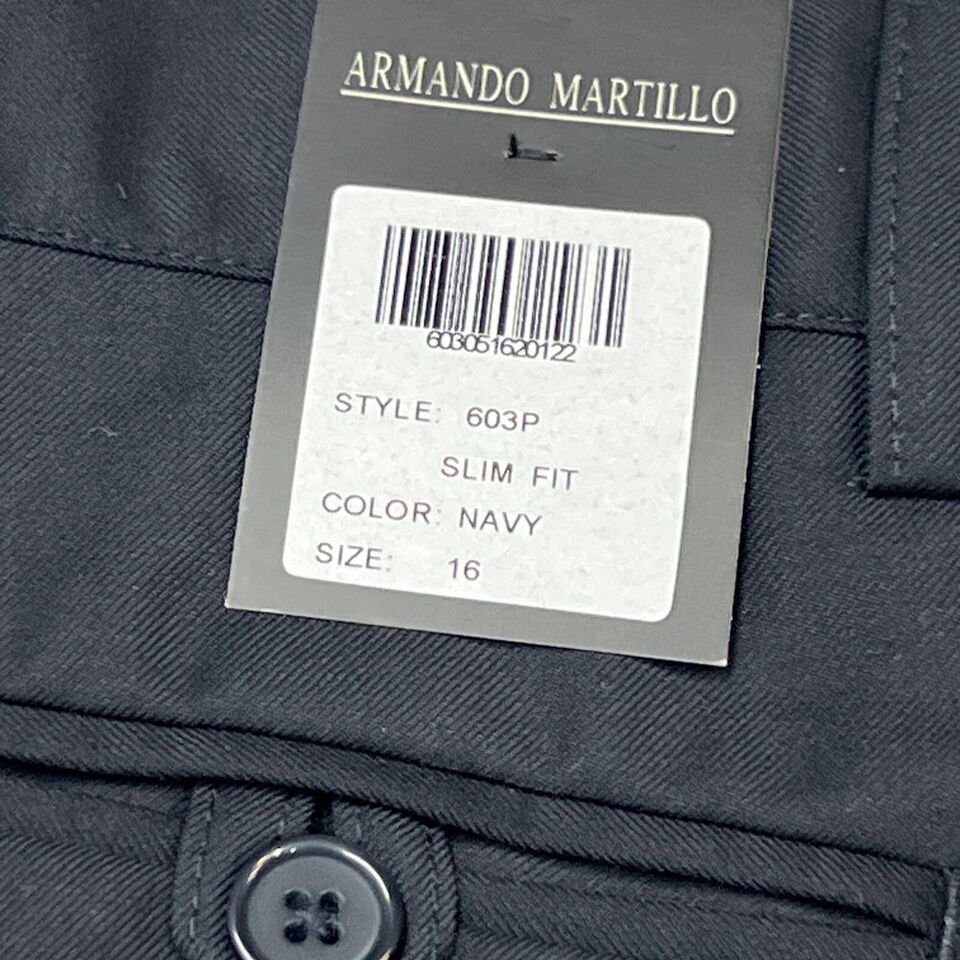 ARMANDO MARTILLO
603051620122
STYLE: 603P
SLIM FIT
COLOR: NAVY
SIZE: 16